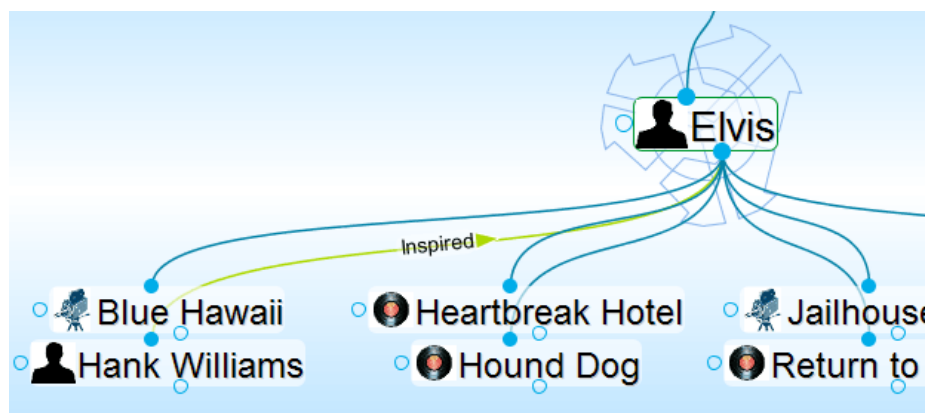 Elvis
Inspired
Blue Hawaii
Heartbreak Hotel
Jailhouse
Hank Williams
Hound Dog
Return to